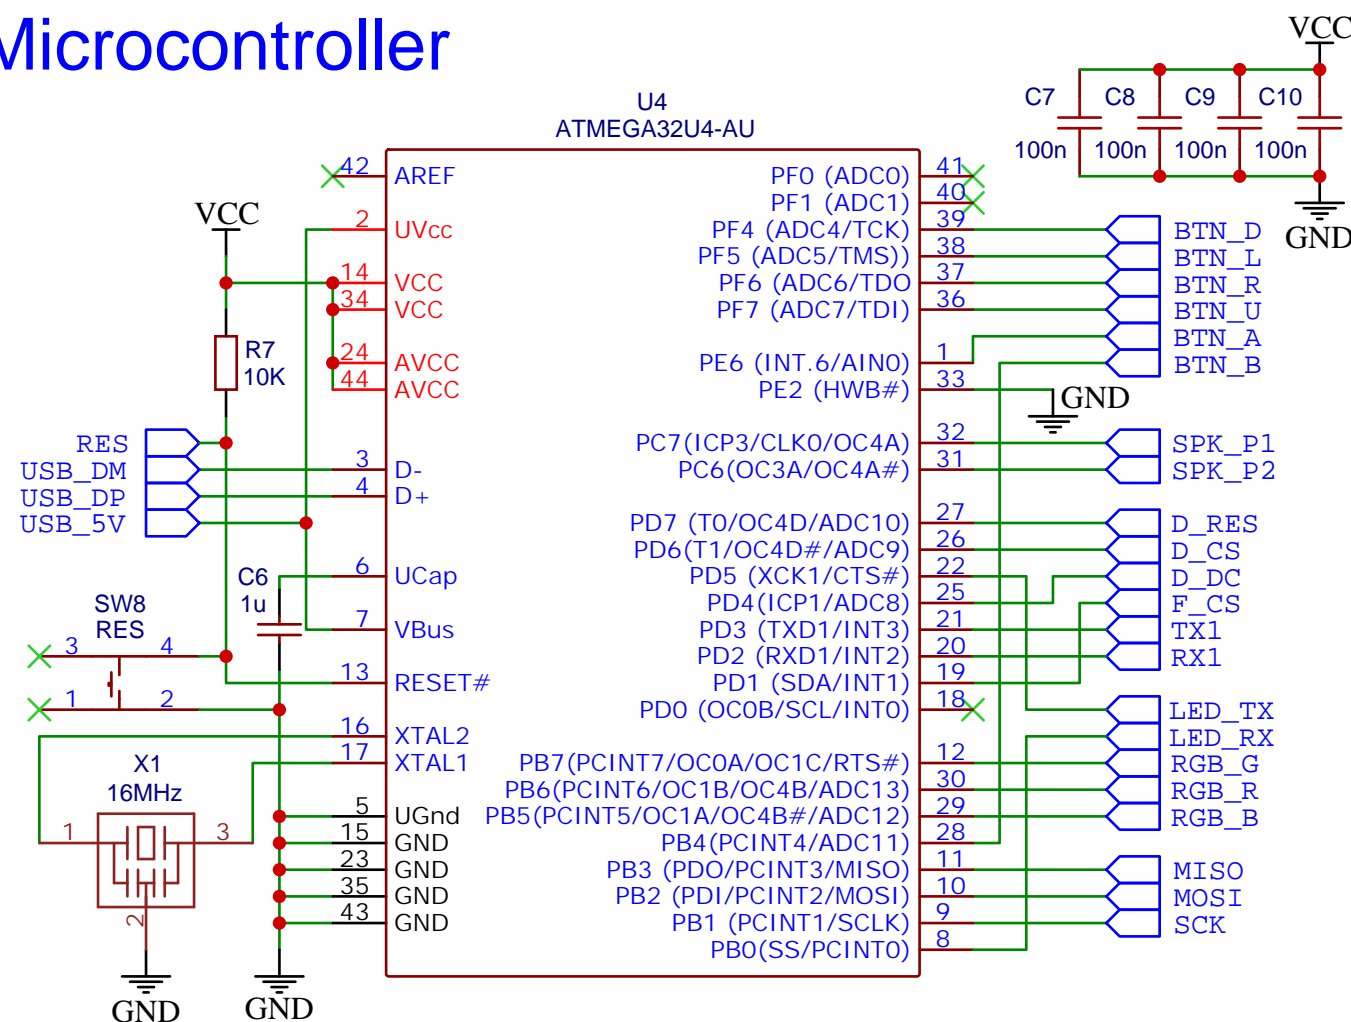 Microcontroller
VCC
C7
C8
C9
C10
100n
100n
100n
100n
GND
U4
ATMEGA32U4-AU
42 AREF
2 UVcc
VCC
14 VCC
34 VCC
24 AVCC
44 AVCC
R7
10K
RES
USB_DM
USB_DP
USB_5V
3 D-
4 D+
6 UCap
7 VBus
13 RESET#
16 XTAL2
17 XTAL1
5 UGnd
15 GND
23 GND
35 GND
43 GND
C6
1u
SW8
RES
3 4
1 2
X1
16MHz
1 3
2
GND
GND
PF0 (ADC0) 41
PF1 (ADC1) 40
PF4 (ADC4/TCK) 39 BTN_D
PF5 (ADC5/TMS)) 38 BTN_L
PF6 (ADC6/TDO 37 BTN_R
PF7 (ADC7/TDI) 36 BTN_U
BTN_A
PE6 (INT.6/AIN0) 1 BTN_B
PE2 (HWB#) 33
GND
PC7(ICP3/CLK0/OC4A) 32 SPK_P1
PC6(OC3A/OC4A#) 31 SPK_P2
PD7 (T0/OC4D/ADC10) 27 D_RES
PD6(T1/OC4D#/ADC9) 26 D_CS
PD5 (XCK1/CTS#) 22 D_DC
PD4(ICP1/ADC8) 25 F_CS
PD3 (TXD1/INT3) 21 TX1
PD2 (RXD1/INT2) 20 RX1
PD1 (SDA/INT1) 19
PD0 (OC0B/SCL/INT0) 18 LED_TX
LED_RX
PB7(PCINT7/OC0A/OC1C/RTS#) 12 RGB_G
PB6(PCINT6/OC1B/OC4B/ADC13) 30 RGB_R
PB5(PCINT5/OC1A/OC4B#/ADC12) 29 RGB_B
PB4(PCINT4/ADC11) 28
PB3 (PDO/PCINT3/MISO) 11 MISO
PB2 (PDI/PCINT2/MOSI) 10 MOSI
PB1 (PCINT1/SCLK) 9 SCK
PB0(SS/PCINT0) 8